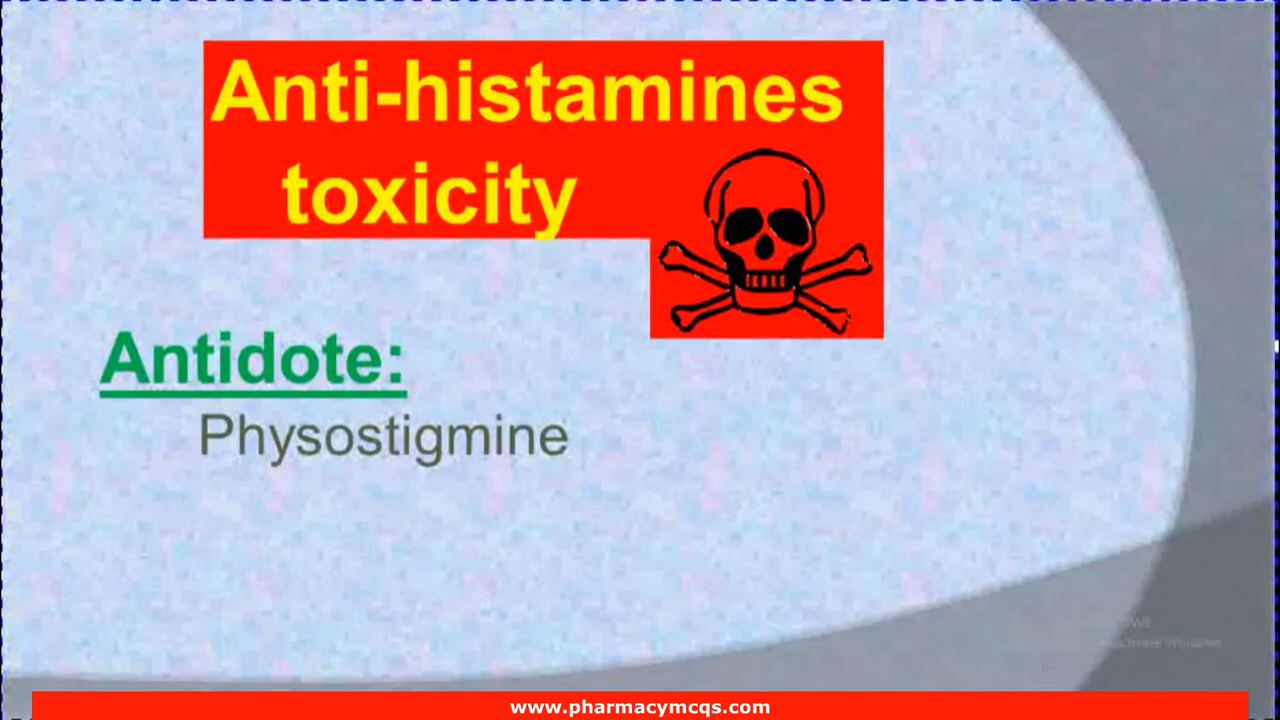 Anti-histamines
toxicity
Antidote:
Physostigmine
www.pharmacymcqs.com